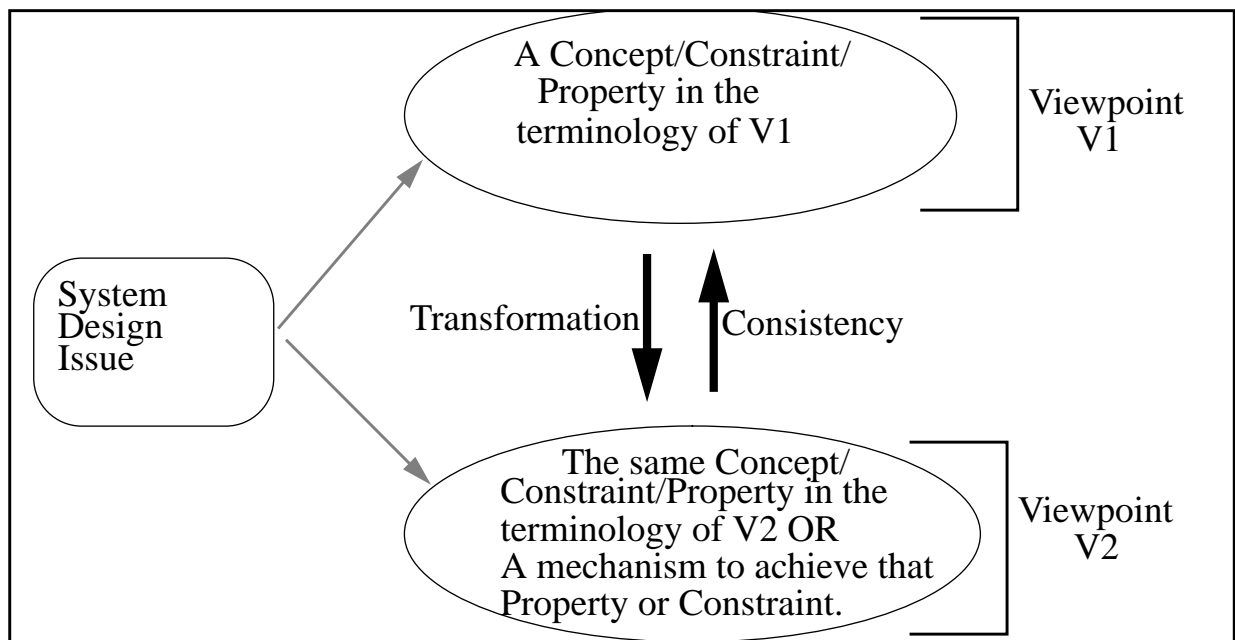 A Concept/Constraint/
Property in the
terminology of V1
Viewpoint
V1
System
Design
Issue
Transformation
Consistency
The same Concept/
Constraint/Property in the
terminology of V2 OR
A mechanism to achieve that
Property or Constraint.
Viewpoint
V2